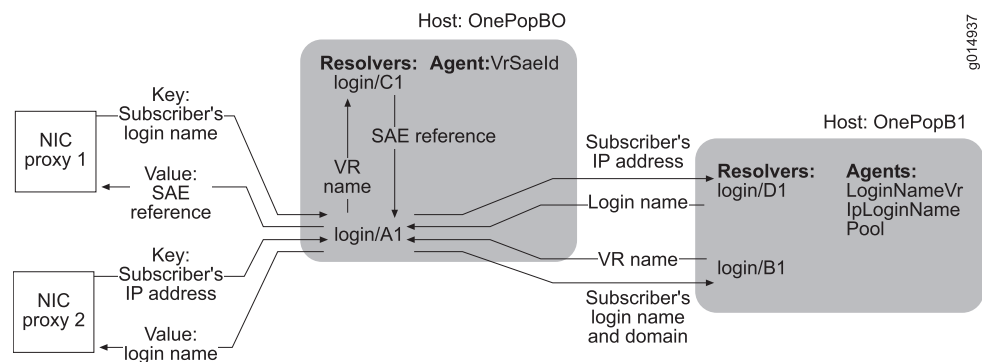 Host: OnePopBO
g014937
Resolvers: Agent:VrSaeId
login/C1
Key:
Subscriber's
login name
NIC
proxy 1
SAE reference
VR
name
Value:
SAE
reference
login/A1
Key:
Subscriber's
IP address
NIC
proxy 2
Value:
login name
Subscriber's
IP address
Login name
VR name
Subscriber's
login name
and domain
Host: OnePopB1
Resolvers:
login/D1
login/B1
Agents:
LoginNameVr
IpLoginName
Pool